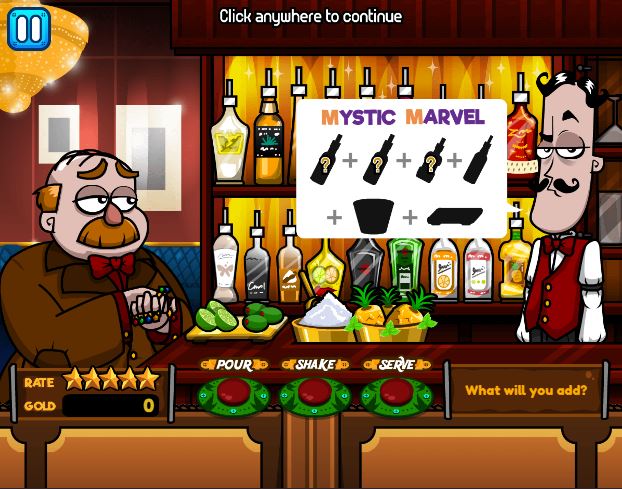 Click anywhere to continue
MYSTIC MARVEL
? + ? + ? +
+ +
POUR SHAKE SERVE
RATE
GOLD 0
What will you add?